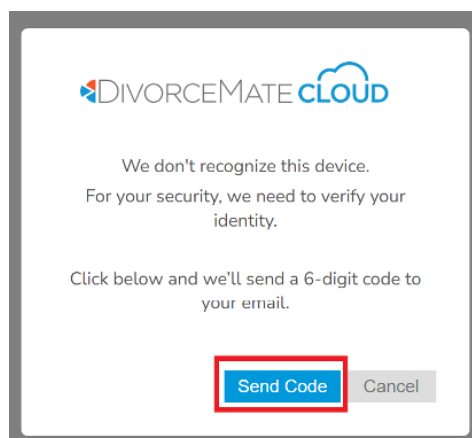 DIVORCEMATE CLOUD
We don't recognize this device.
For your security, we need to verify your
identity.
Click below and we'll send a 6-digit code to
your email.
Send Code Cancel